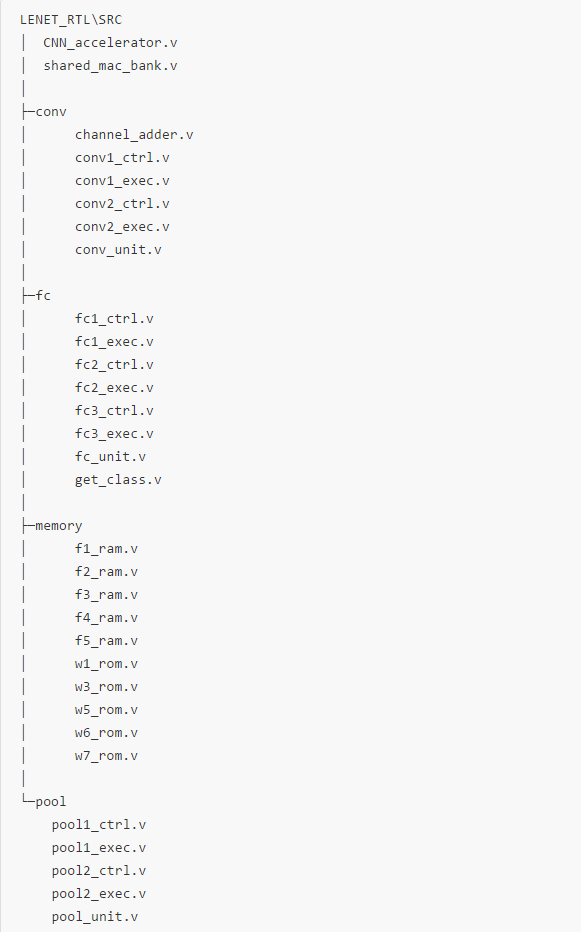 LENET_RTL\SRC
│  CNN_accelerator.v
│  shared_mac_bank.v
│
├─conv
│      channel_adder.v
│      conv1_ctrl.v
│      conv1_exec.v
│      conv2_ctrl.v
│      conv2_exec.v
│      conv_unit.v
│
├─fc
│      fc1_ctrl.v
│      fc1_exec.v
│      fc2_ctrl.v
│      fc2_exec.v
│      fc3_ctrl.v
│      fc3_exec.v
│      fc_unit.v
│      get_class.v
│
├─memory
│      f1_ram.v
│      f2_ram.v
│      f3_ram.v
│      f4_ram.v
│      f5_ram.v
│      w1_rom.v
│      w3_rom.v
│      w5_rom.v
│      w6_rom.v
│      w7_rom.v
│
└─pool
    pool1_ctrl.v
    pool1_exec.v
    pool2_ctrl.v
    pool2_exec.v
    pool_unit.v